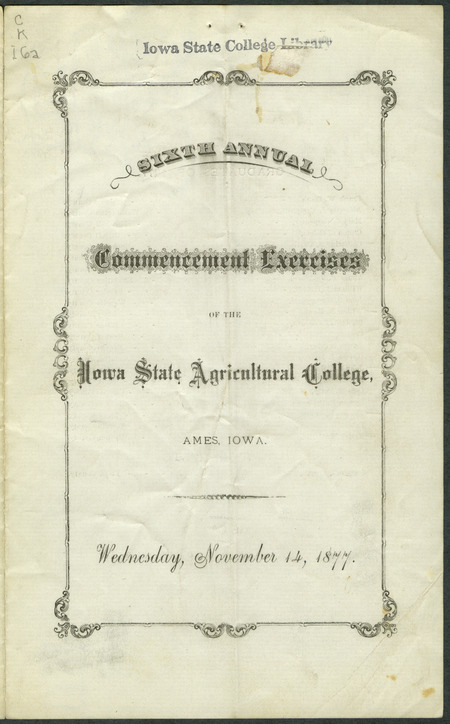 C
K
I6a
Iowa State College Library
SIXTH ANNUAL
Commencement Exercises
OF THE
Iowa State Agricultural College,
AMES, IOWA.
Wednesday, November 14, 1877.